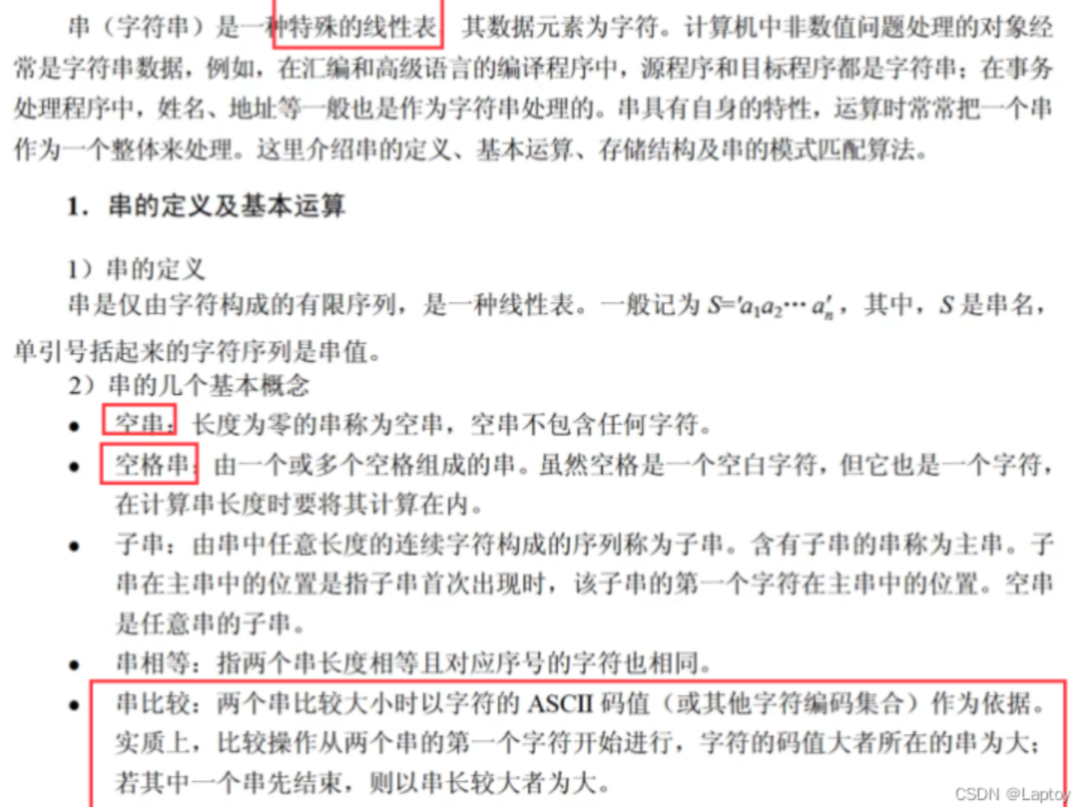 串（字符串）是一种特殊的线性表，其数据元素为字符。计算机中非数值问题处理的对象经
常是字符串数据，例如，在汇编和高级语言的编译程序中，源程序和目标程序都是字符串；在事务
处理程序中，姓名、地址等一般也是作为字符串处理的。串具有自身的特性，运算时常常把一个串
作为一个整体来处理。这里介绍串的定义、基本运算、存储结构及串的模式匹配算法。
1．串的定义及基本运算
1）串的定义
串是仅由字符构成的有限序列，是一种线性表。一般记为 S='a₁a₂⋯aₙ'，其中，S 是串名，
单引号括起来的字符序列是串值。
2）串的几个基本概念
● 空串：长度为零的串称为空串，空串不包含任何字符。
● 空格串：由一个或多个空格组成的串。虽然空格是一个空白字符，但它也是一个字符，
在计算串长度时要将其计算在内。
● 子串：由串中任意长度的连续字符构成的序列称为子串。含有子串的串称为主串。子
串在主串中的位置是指子串首次出现时，该子串的第一个字符在主串中的位置。空串
是任意串的子串。
● 串相等：指两个串长度相等且对应序号的字符也相同。
● 串比较：两个串比较大小时以字符的 ASCII 码值（或其他字符编码集合）作为依据。
实质上，比较操作从两个串的第一个字符开始进行，字符的码值大者所在的串为大；
若其中一个串先结束，则以串长较大者为大。
CSDN @Laptoy